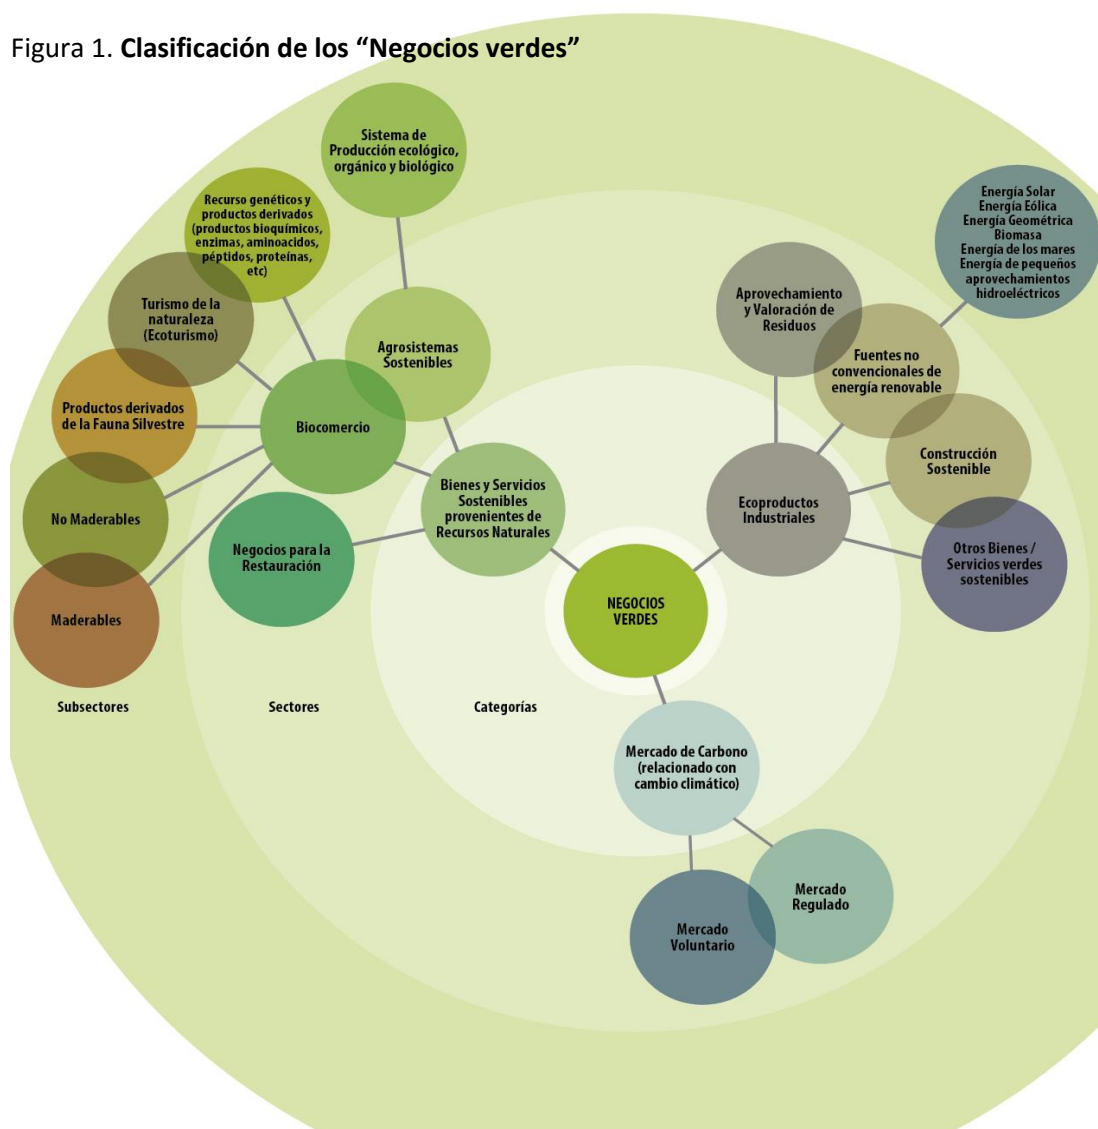 Figura 1. Clasificación de los “Negocios verdes”
Sistema de
Producción ecológico,
orgánico y biológico
Recurso genéticos y
productos derivados
(productos bioquímicos,
enzimas, aminoacidos,
péptidos, proteínas,
etc)
Turismo de la
naturaleza
(Ecoturismo)
Productos derivados
de la Fauna Silvestre
No Maderables
Maderables
Agrosistemas
Sostenibles
Biocomercio
Negocios para la
Restauración
Bienes y Servicios
Sostenibles
provenientes de
Recursos Naturales
NEGOCIOS
VERDES
Energía Solar
Energía Eólica
Energía Geométrica
Biomasa
Energía de los mares
Energía de pequeños
aprovechamientos
hidroeléctricos
Aprovechamiento
y Valoración de
Residuos
Fuentes no
convencionales de
energía renovable
Construcción
Sostenible
Ecoproductos
Industriales
Otros Bienes /
Servicios verdes
sostenibles
Subsectores
Sectores
Categorías
Mercado de Carbono
(relacionado con
cambio climático)
Mercado
Regulado
Mercado
Voluntario